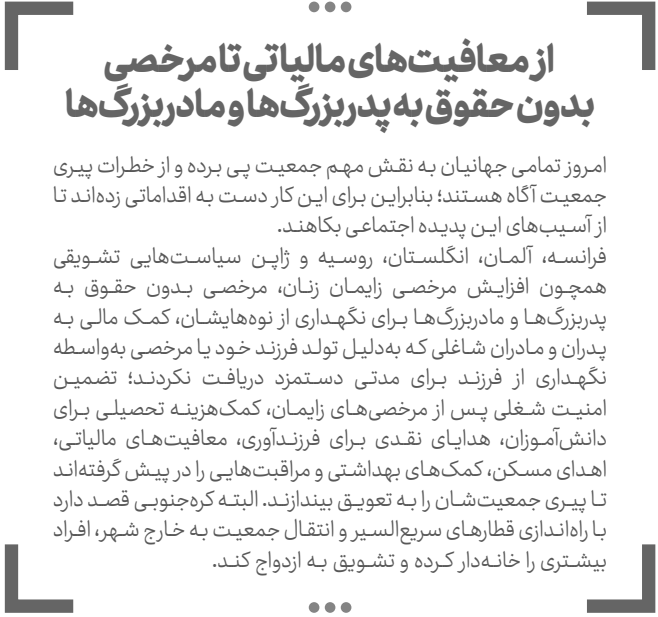 از معافیت‌های مالیاتی تا مرخصی
بدون حقوق به پدربزرگ‌ها و مادربزرگ‌ها
امروز تمامی جهانیان به نقش مهم جمعیت پی برده و از خطرات پیری
جمعیت آگاه هستند؛ بنابراین برای این کار دست به اقداماتی زده‌اند تا
از آسیب‌های این پدیده اجتماعی بکاهند.
فرانسه، آلمان، انگلستان، روسیه و ژاپن سیاست‌هایی تشویقی
همچون افزایش مرخصی زایمان زنان، مرخصی بدون حقوق به
پدربزرگ‌ها و مادربزرگ‌ها برای نگهداری از نوه‌هایشان، کمک مالی به
پدران و مادران شاغلی که به‌دلیل تولد فرزند خود یا مرخصی به‌واسطه
نگهداری از فرزند برای مدتی دستمزد دریافت نکردند؛ تضمین
امنیت شغلی پس از مرخصی‌های زایمان، کمک‌هزینه تحصیلی برای
دانش‌آموزان، هدایای نقدی برای فرزندآوری، معافیت‌های مالیاتی،
اهدای مسکن، کمک‌های بهداشتی و مراقبت‌هایی را در پیش گرفته‌اند
تا پیری جمعیت‌شان را به تعویق بیندازند. البته کره‌جنوبی قصد دارد
با راه‌اندازی قطارهای سریع‌السیر و انتقال جمعیت به خارج شهر، افراد
بیشتری را خانه‌دار کرده و تشویق به ازدواج کند.